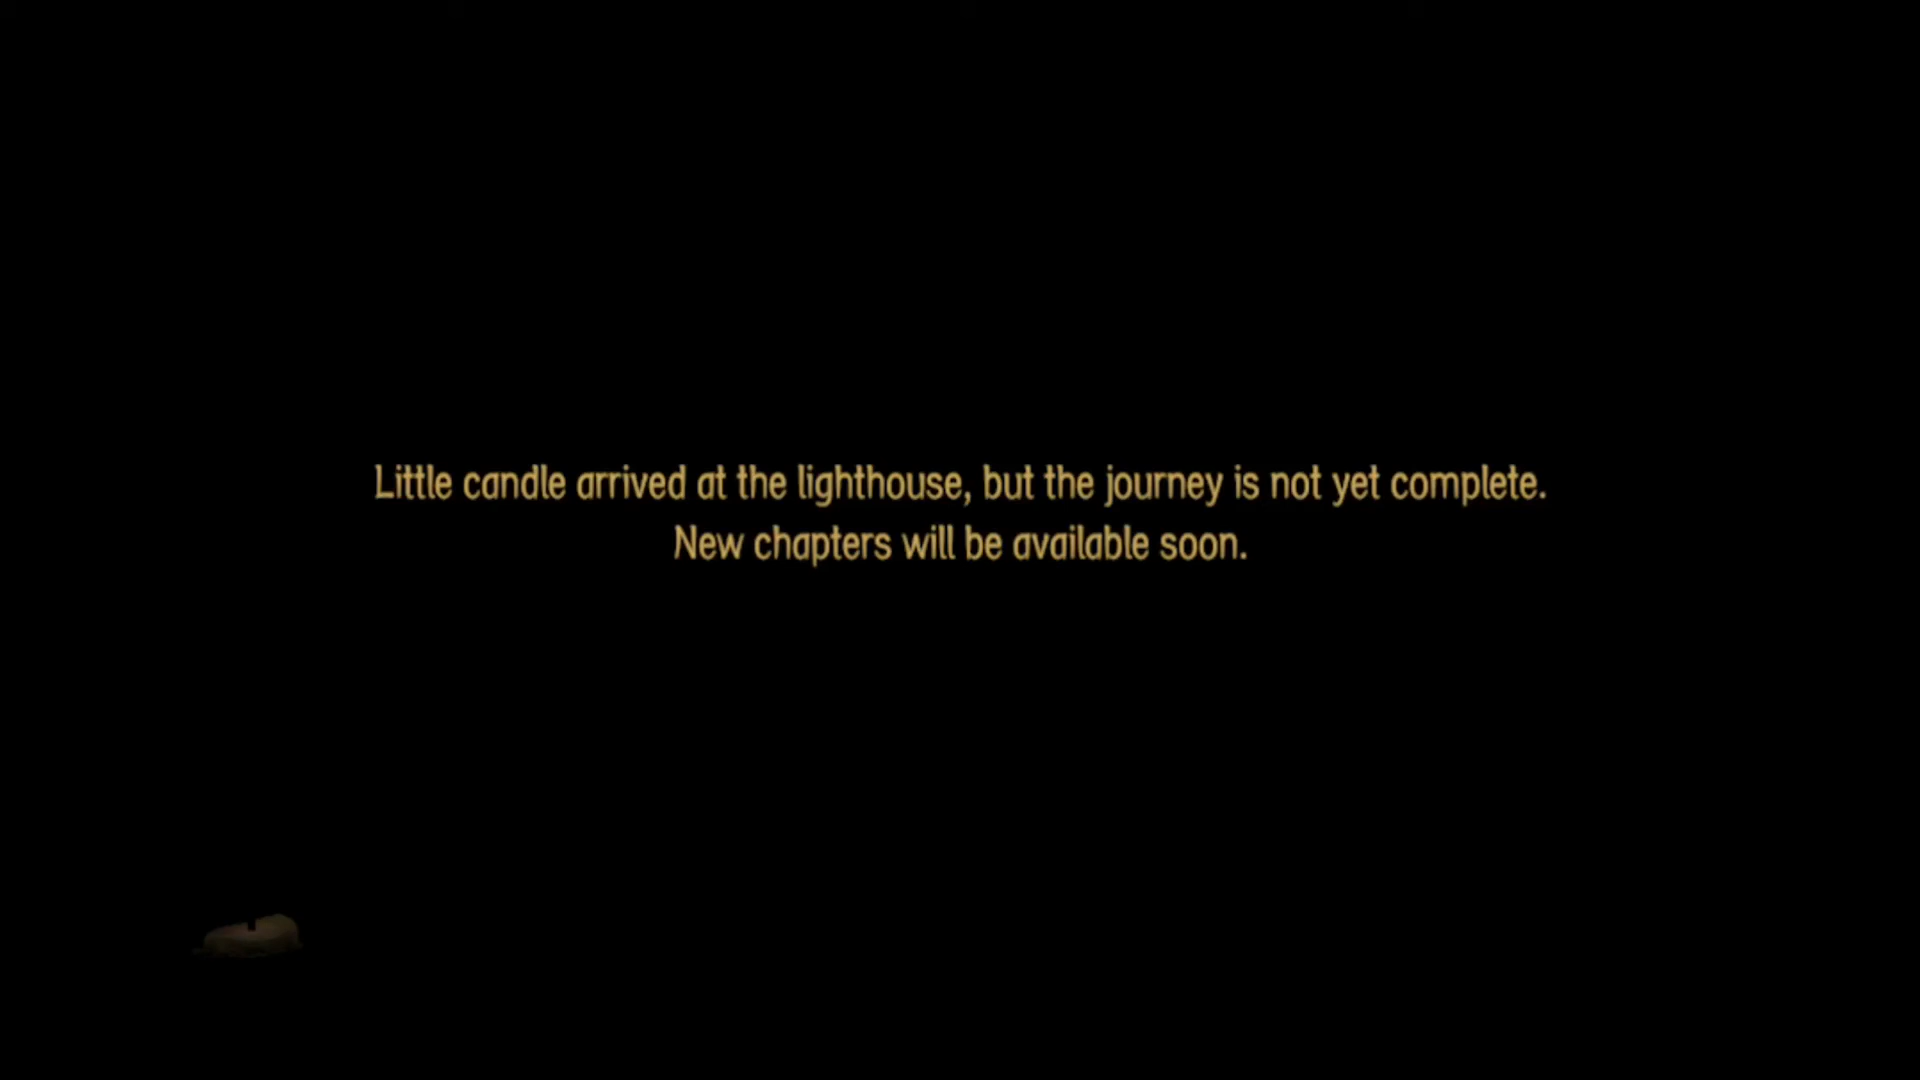 Little candle arrived at the lighthouse, but the journey is not yet complete.
New chapters will be available soon.